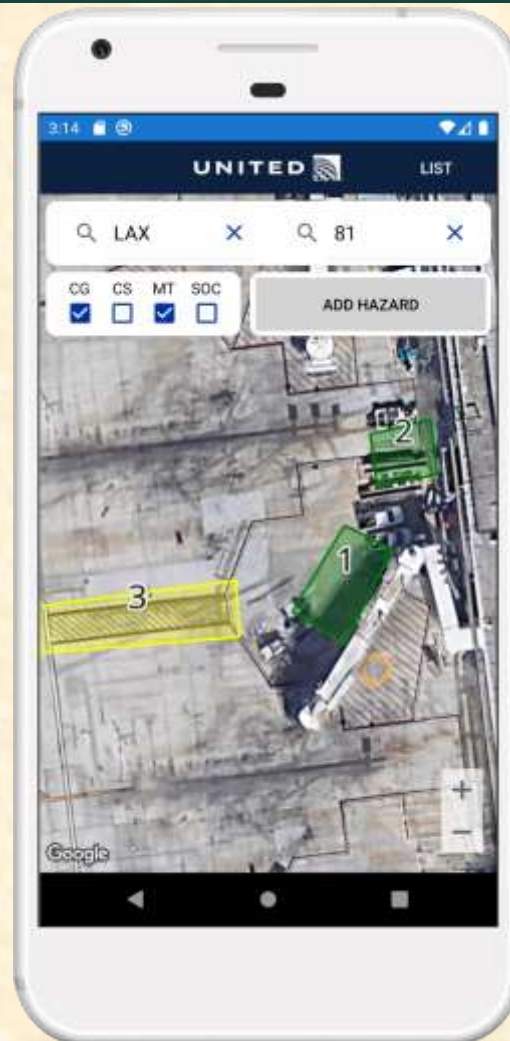 3:14
UNITED LIST
LAX 81
CG CS MT SOC
ADD HAZARD
2
1
3
Google